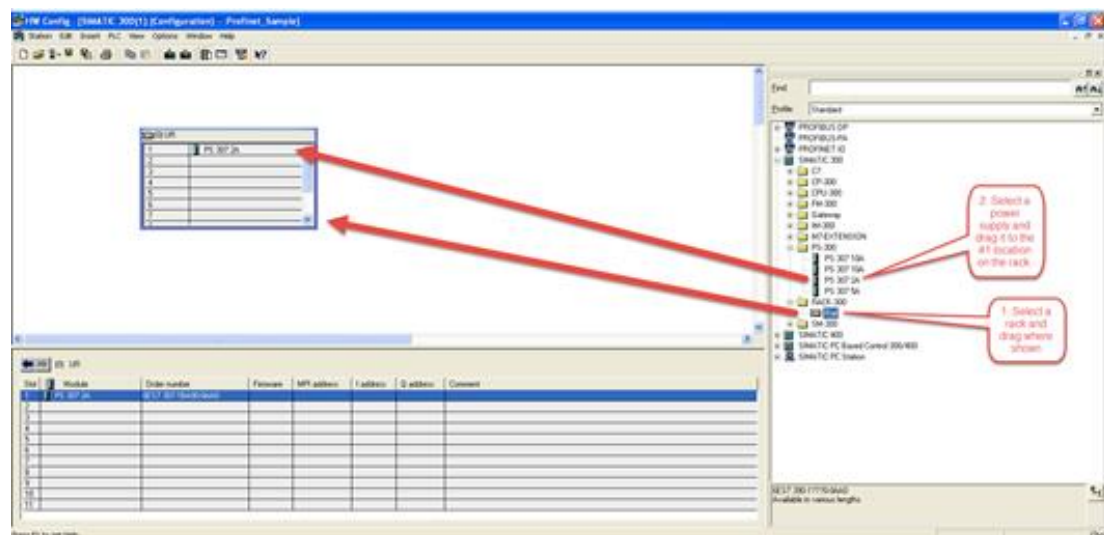 HW Config - [SIMATIC 300(1) (Configuration) -- Profinet_Sample]
Station Edit Insert PLC View Options Window Help
(0) UR
1 PS 307 2A
2
3
4
5
6
7
Find
Profile Standard
PROFIBUS-DP
PROFIBUS-PA
PROFINET IO
SIMATIC 300
C7
CP-300
CPU-300
FM-300
Gateway
IM-300
M7-EXTENSION
PS-300
PS 307 10A
PS 307 10A
PS 307 2A
PS 307 5A
RACK-300
Rail
SM-300
SIMATIC 400
SIMATIC PC Based Control 300/400
SIMATIC PC Station
2. Select a
power
supply and
drag it to the
#1 location
on the rack
1. Select a
rack and
drag where
shown
(0) UR
Slot Module Order number Firmware MPI address I address Q address Comment
1 PS 307 2A
2
3
4
5
6
7
8
9
10
11
Available in various lengths
Press F1 to get Help